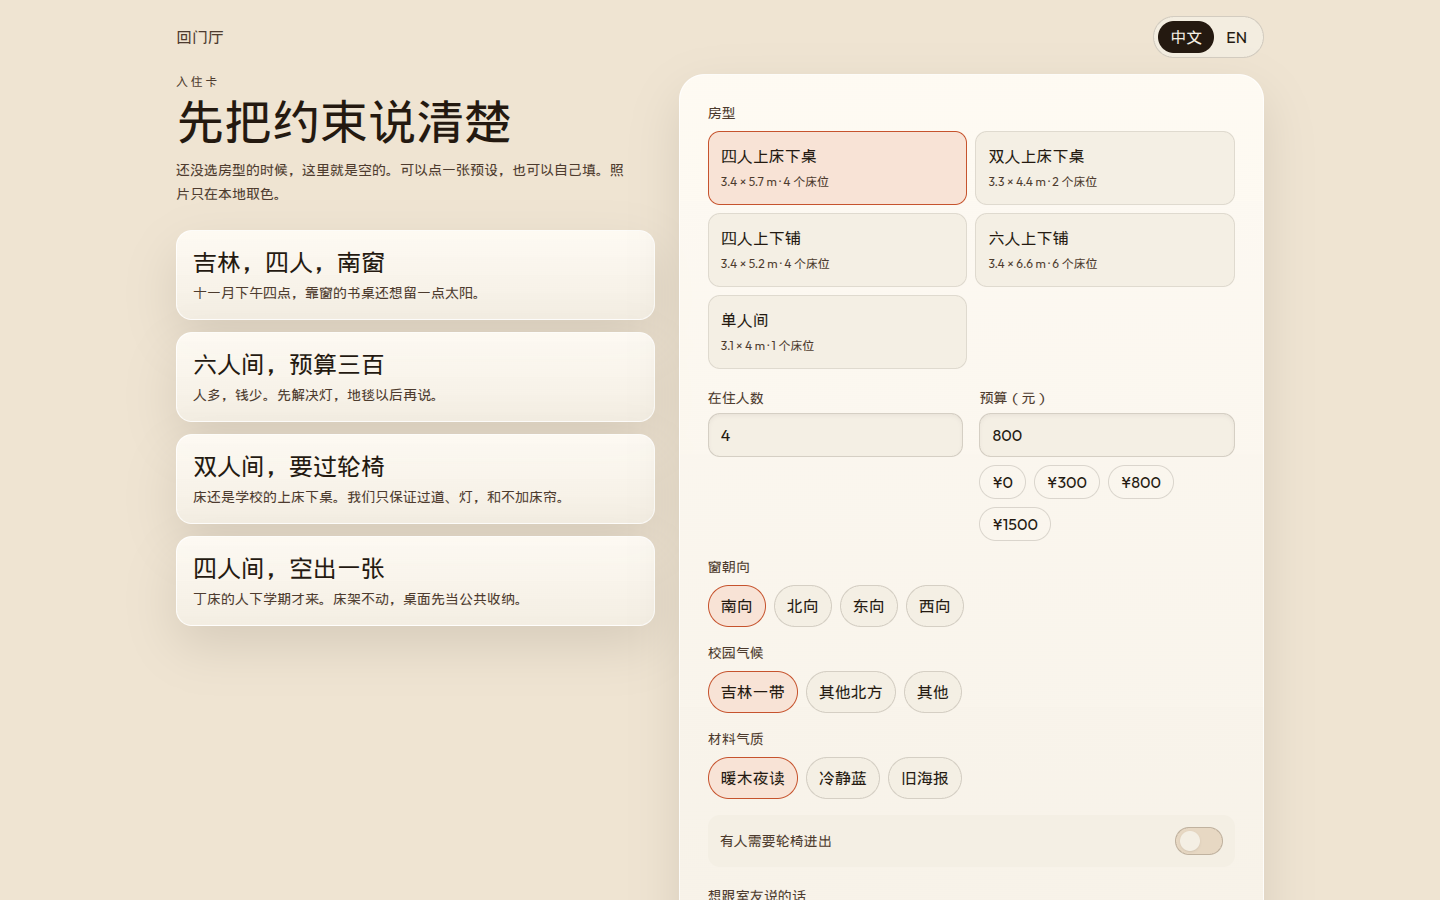 回门厅
中文
EN
入住卡
先把约束说清楚
还没选房型的时候，这里就是空的。可以点一张预设，也可以自己填。照
片只在本地取色。
吉林，四人，南窗
十一月下午四点，靠窗的书桌还想留一点太阳。
六人间，预算三百
人多，钱少。先解决灯，地毯以后再说。
双人间，要过轮椅
床还是学校的上床下桌。我们只保证过道、灯，和不加床帘。
四人间，空出一张
丁床的人下学期才来。床架不动，桌面先当公共收纳。
房型
四人上床下桌
3.4 × 5.7 m · 4 个床位
双人上床下桌
3.3 × 4.4 m · 2 个床位
四人上下铺
3.4 × 5.2 m · 4 个床位
六人上下铺
3.4 × 6.6 m · 6 个床位
单人间
3.1 × 4 m · 1 个床位
在住人数
4
预算（元）
800
¥0
¥300
¥800
¥1500
窗朝向
南向
北向
东向
西向
校园气候
吉林一带
其他北方
其他
材料气质
暖木夜读
冷静蓝
旧海报
有人需要轮椅进出
想跟室友说的话